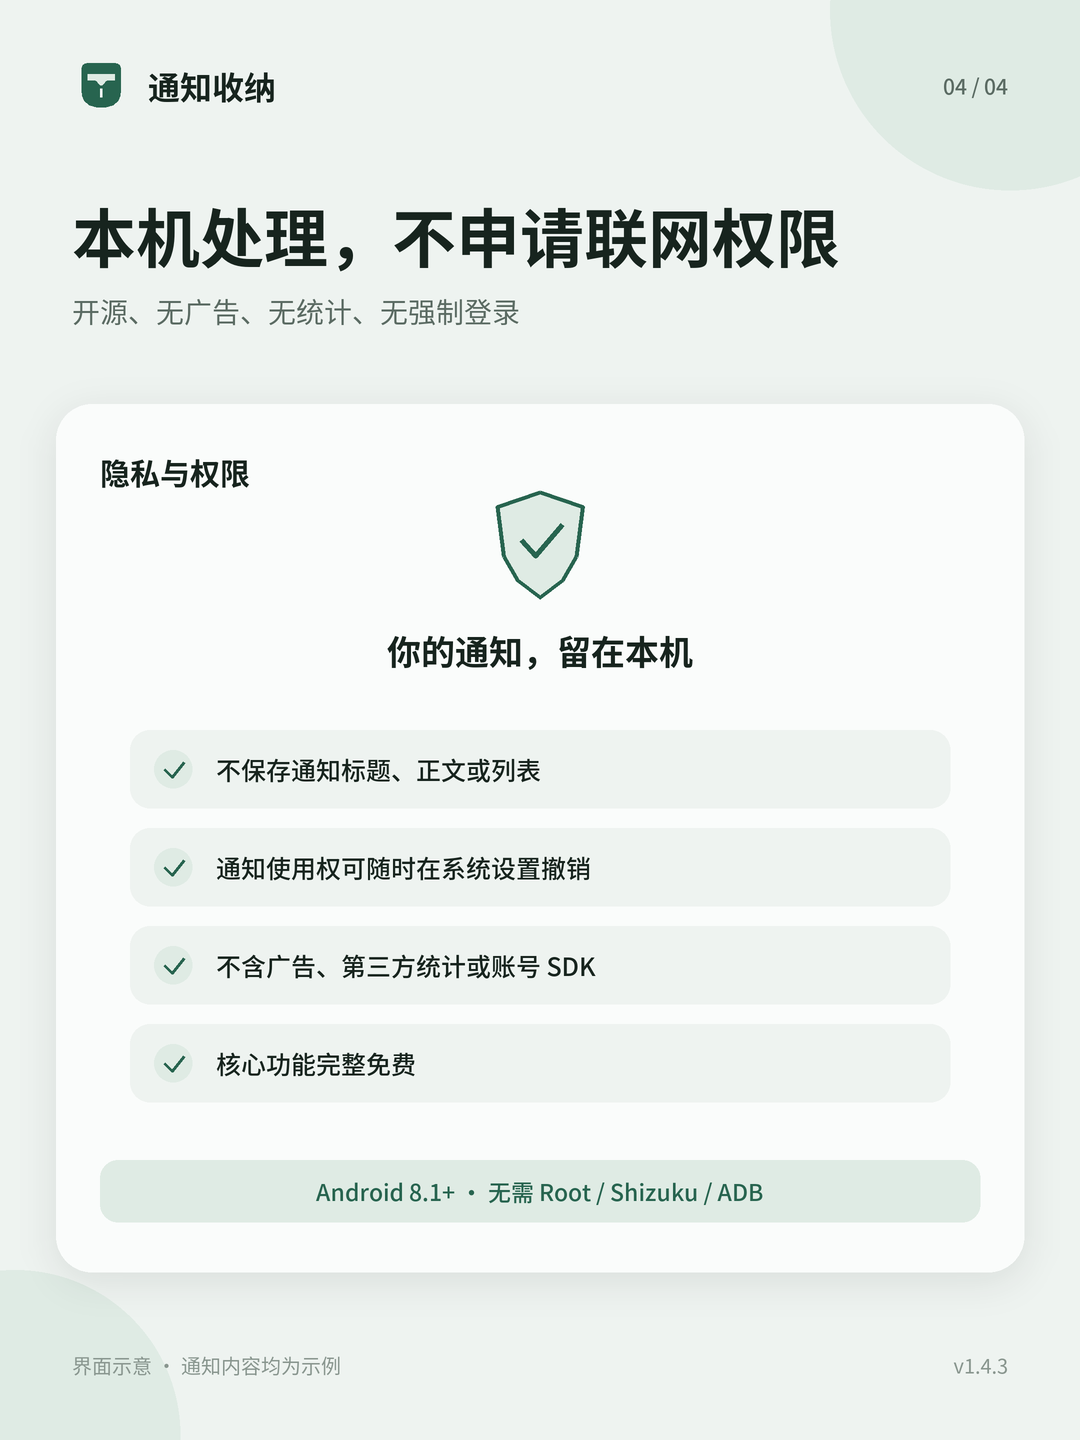 通知收纳
04 / 04
本机处理，不申请联网权限
开源、无广告、无统计、无强制登录
隐私与权限
你的通知，留在本机
不保存通知标题、正文或列表
通知使用权可随时在系统设置撤销
不含广告、第三方统计或账号 SDK
核心功能完整免费
Android 8.1+ · 无需 Root / Shizuku / ADB
界面示意 · 通知内容均为示例
v1.4.3